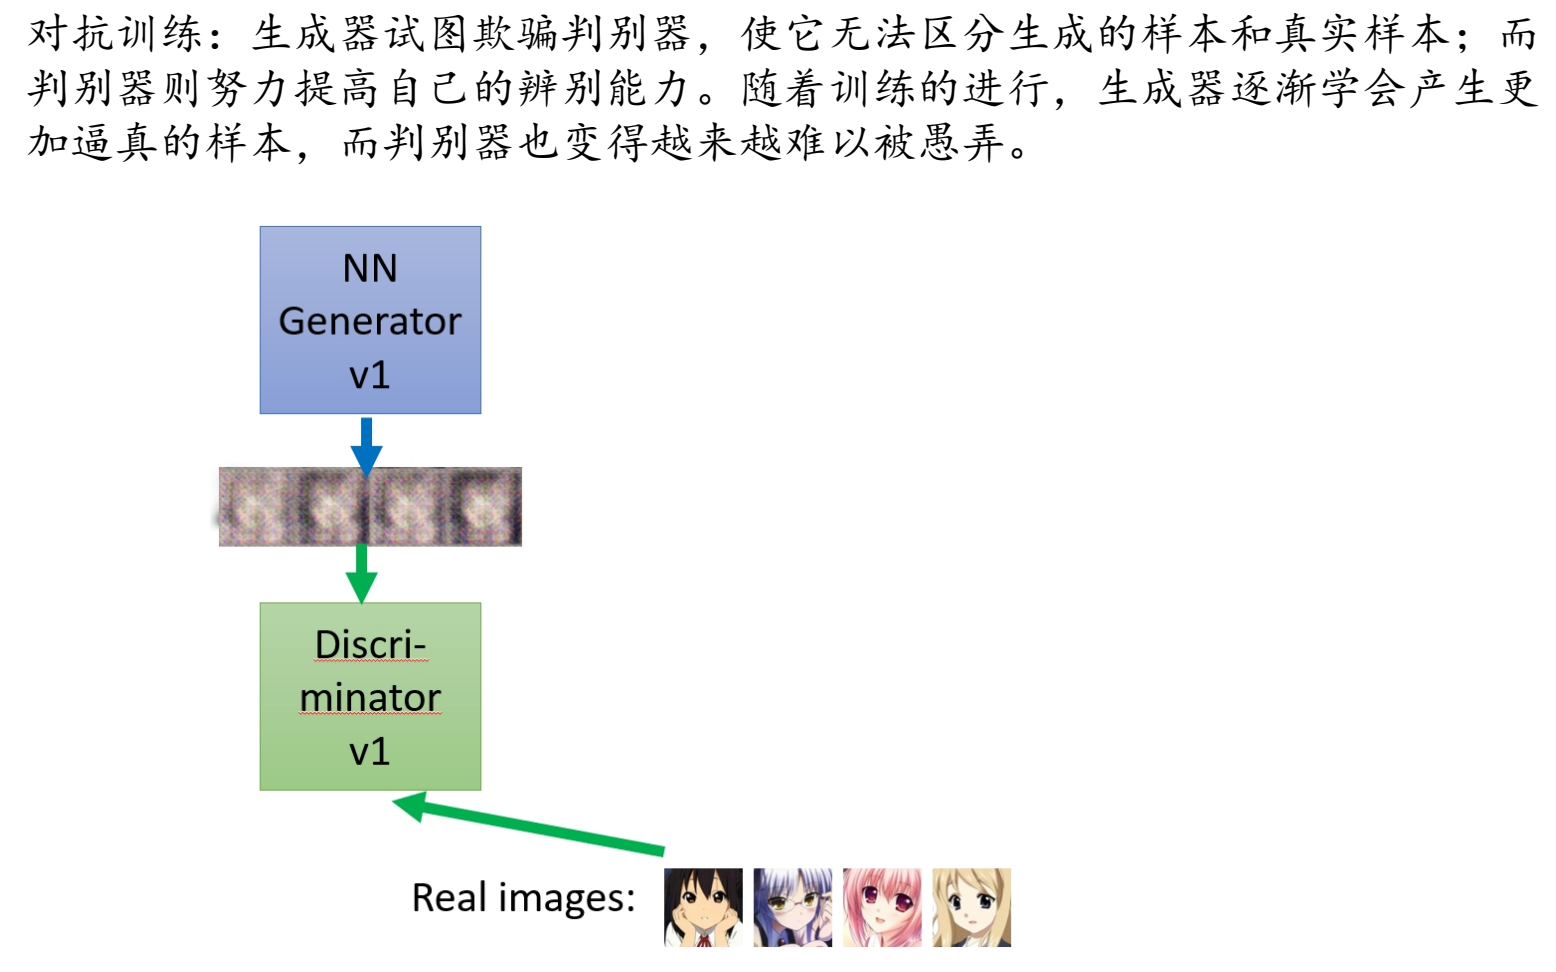 对抗训练：生成器试图欺骗判别器，使它无法区分生成的样本和真实样本；而
判别器则努力提高自己的辨别能力。随着训练的进行，生成器逐渐学会产生更
加逼真的样本，而判别器也变得越来越难以被愚弄。
NN
Generator
v1
Discri-
minator
v1
Real images: